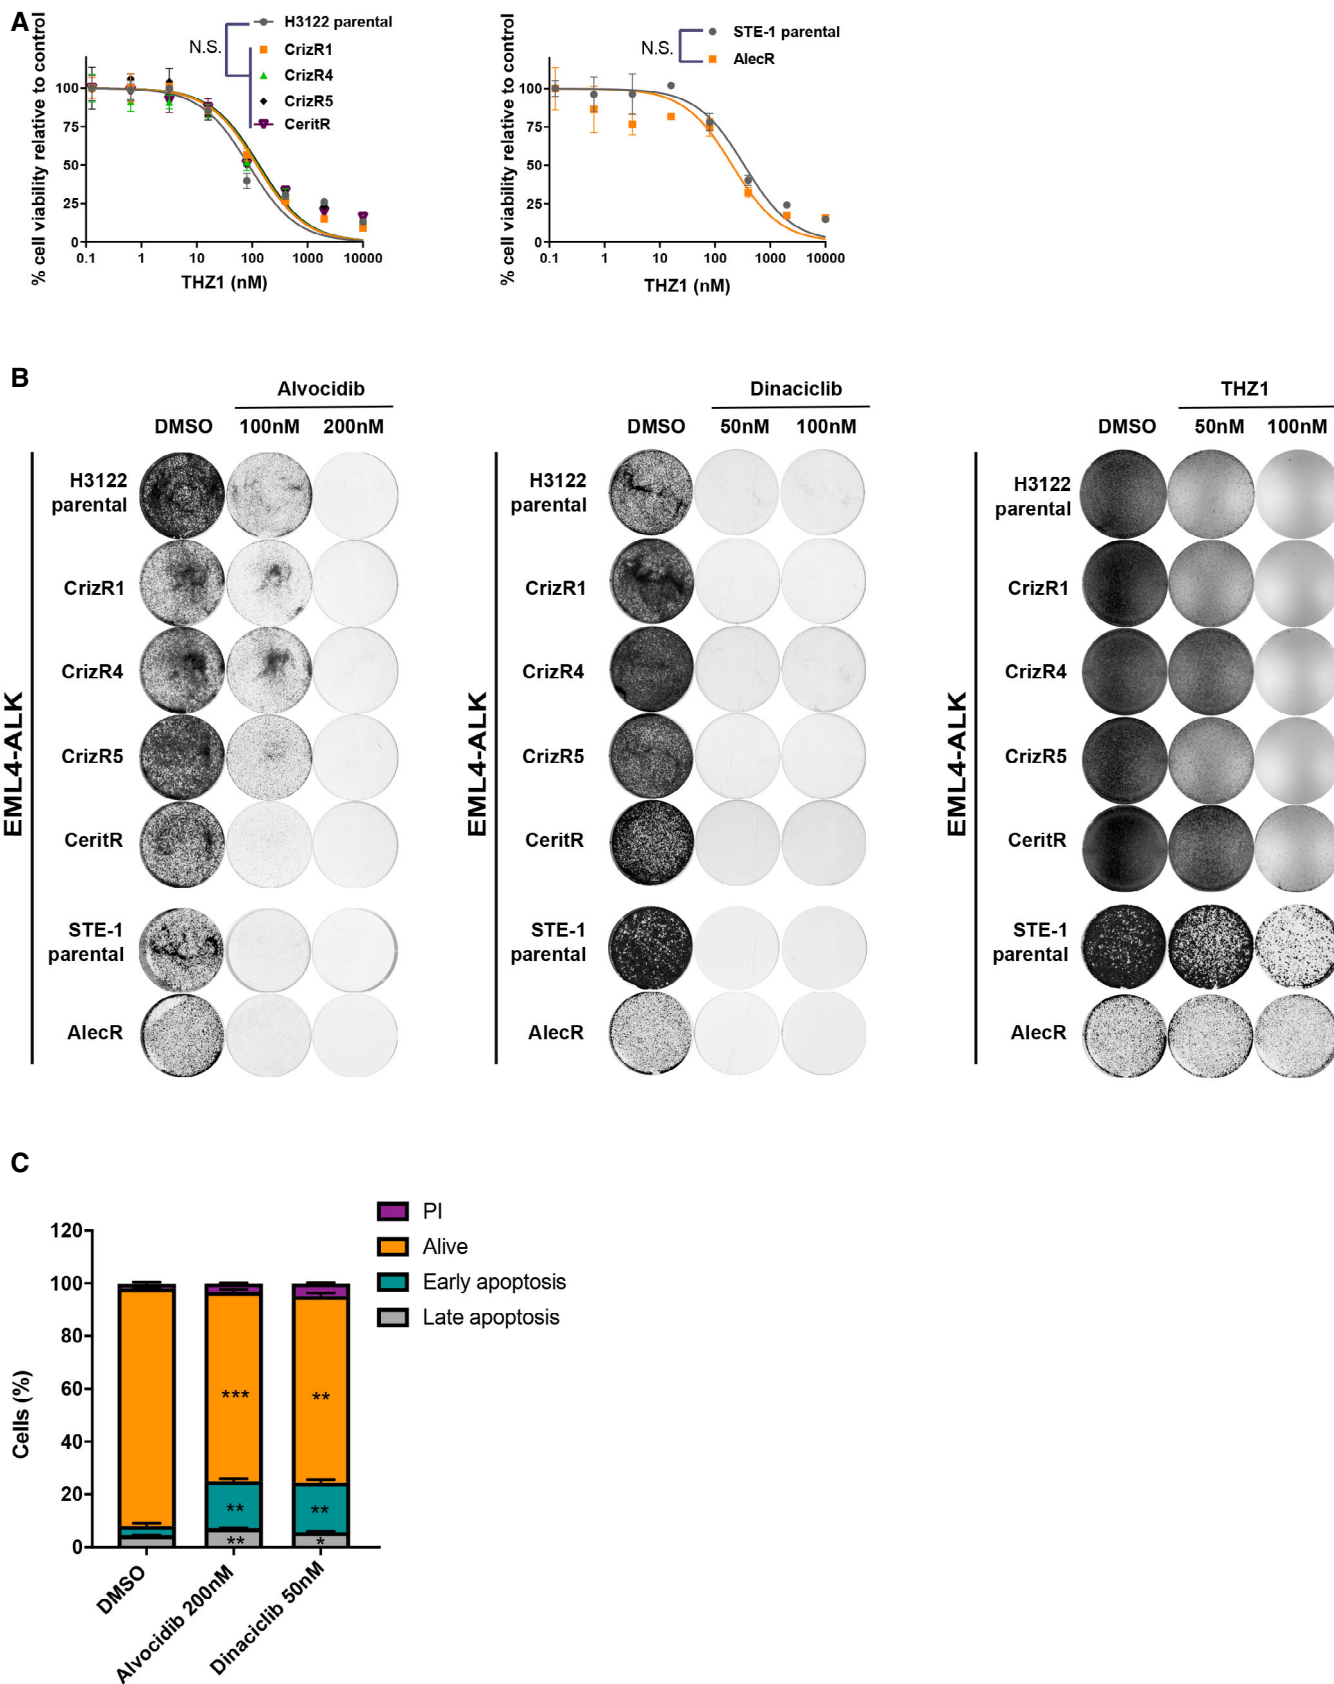 A
% cell viability relative to control
100
75
50
25
0
0.1 1 10 100 1000 10000
THZ1 (nM)
N.S.
H3122 parental
CrizR1
CrizR4
CrizR5
CeritR
% cell viability relative to control
100
75
50
25
0
0.1 1 10 100 1000 10000
THZ1 (nM)
N.S.
STE-1 parental
AlecR
B
EML4-ALK
Alvocidib
DMSO 100nM 200nM
H3122
parental
CrizR1
CrizR4
CrizR5
CeritR
STE-1
parental
AlecR
EML4-ALK
Dinaciclib
DMSO 50nM 100nM
H3122
parental
CrizR1
CrizR4
CrizR5
CeritR
STE-1
parental
AlecR
EML4-ALK
THZ1
DMSO 50nM 100nM
H3122
parental
CrizR1
CrizR4
CrizR5
CeritR
STE-1
parental
AlecR
C
Cells (%)
120
100
80
60
40
20
0
*** **
** **
** *
DMSO
Alvocidib 200nM
Dinaciclib 50nM
PI
Alive
Early apoptosis
Late apoptosis